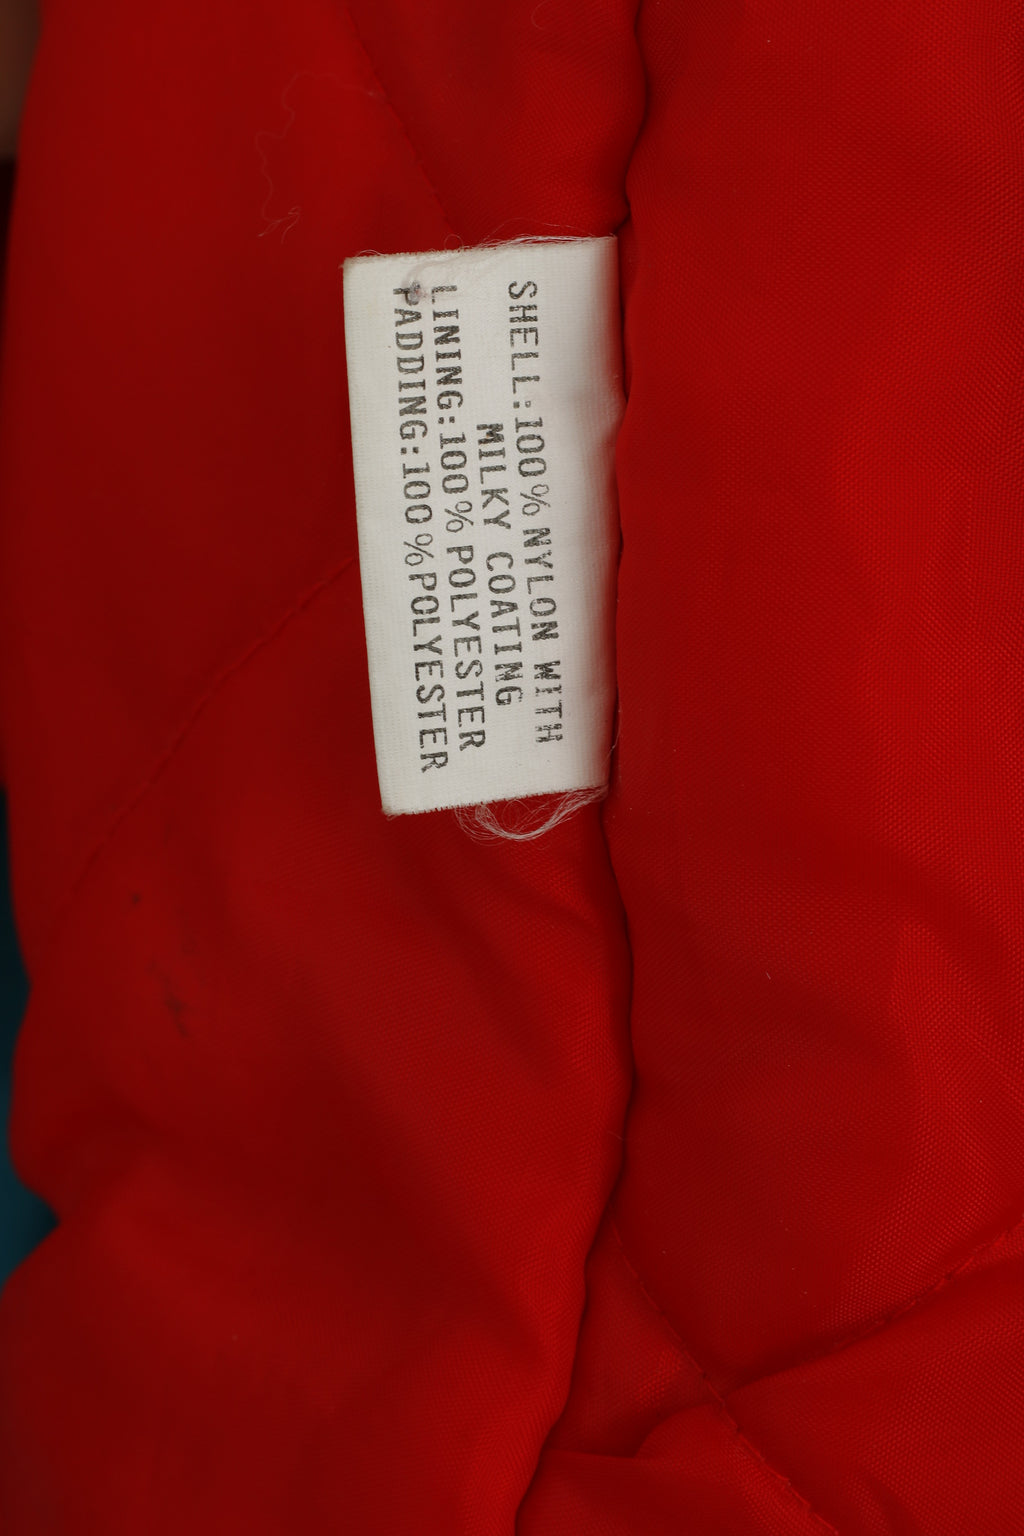 SHELL:100% NYLON WITH
MILKY COATING
LINING:100% POLYESTER
PADDING:100% POLYESTER